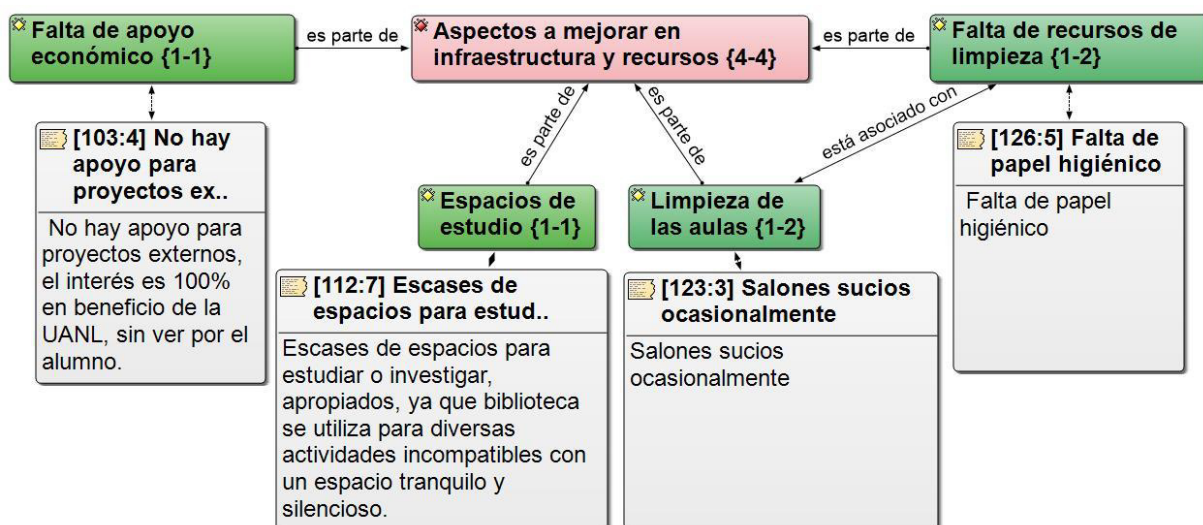 Falta de apoyo
económico {1-1}
es parte de
Aspectos a mejorar en
infraestructura y recursos {4-4}
es parte de
Falta de recursos de
limpieza {1-2}
es parte de
es parte de
está asociado con
[103:4] No hay
apoyo para
proyectos ex..
No hay apoyo para
proyectos externos,
el interés es 100%
en beneficio de la
UANL, sin ver por el
alumno.
Espacios de
estudio {1-1}
Limpieza de
las aulas {1-2}
[126:5] Falta de
papel higiénico
Falta de papel
higiénico
[112:7] Escases de
espacios para estud..
Escases de espacios para
estudiar o investigar,
apropiados, ya que biblioteca
se utiliza para diversas
actividades incompatibles con
un espacio tranquilo y
silencioso.
[123:3] Salones sucios
ocasionalmente
Salones sucios
ocasionalmente